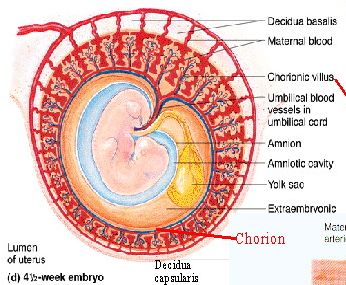 Decidua basalis
Maternal blood
Chorionic villus
Umbilical blood
vessels in
umbilical cord
Amnion
Amniotic cavity
Yolk sac
Extraembryonic
Chorion
Lumen
of uterus
(d) 4½-week embryo
Decidua
capsularis